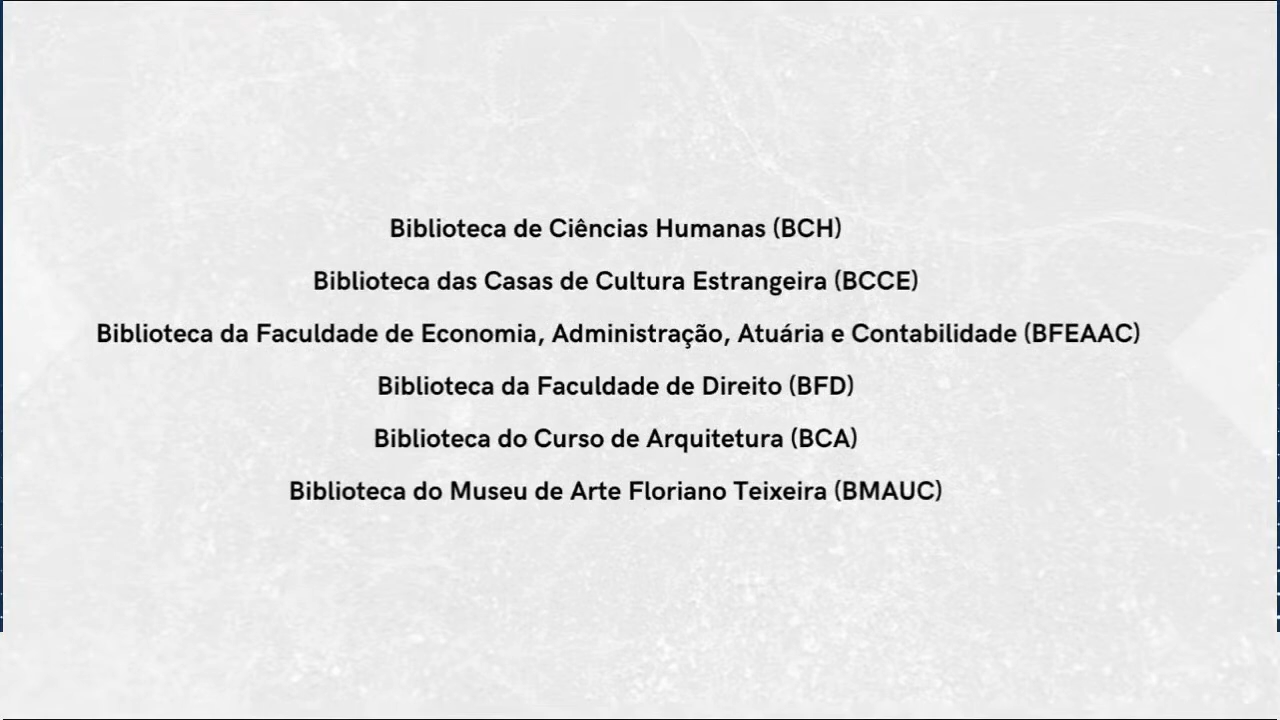 Biblioteca de Ciências Humanas (BCH)
Biblioteca das Casas de Cultura Estrangeira (BCCE)
Biblioteca da Faculdade de Economia, Administração, Atuária e Contabilidade (BFEAAC)
Biblioteca da Faculdade de Direito (BFD)
Biblioteca do Curso de Arquitetura (BCA)
Biblioteca do Museu de Arte Floriano Teixeira (BMAUC)